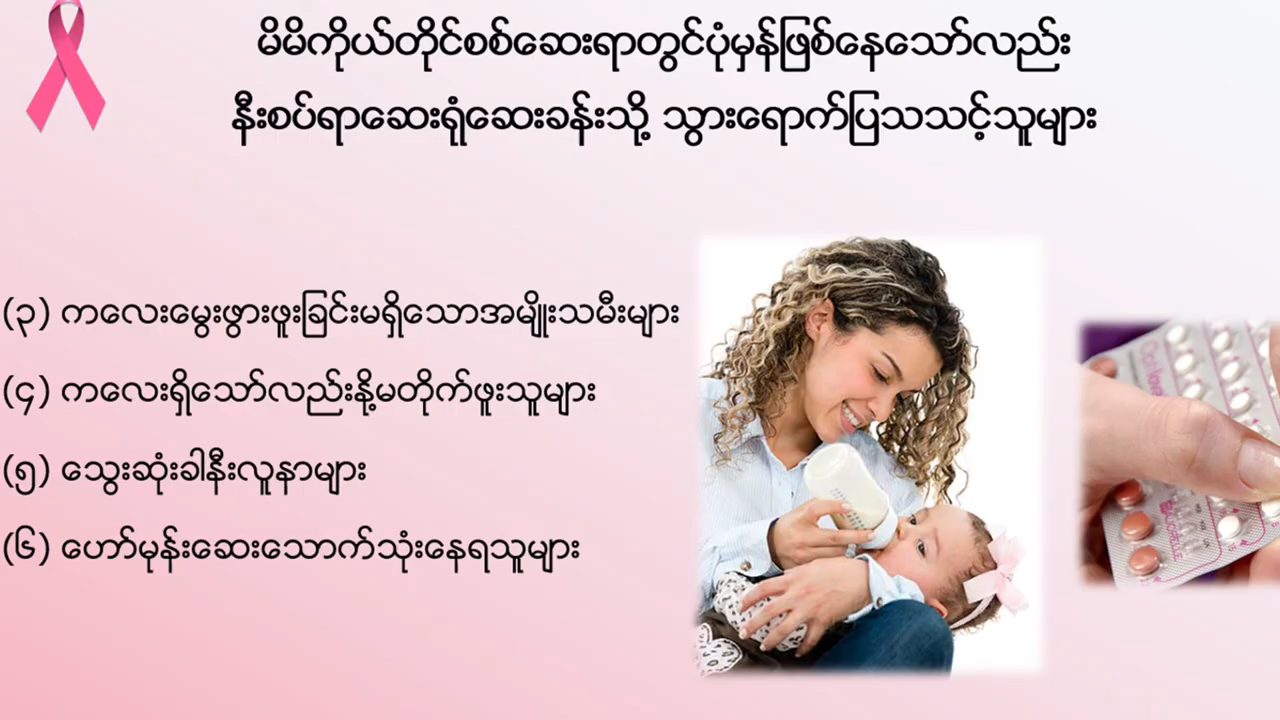 မိမိကိုယ်တိုင်စစ်ဆေးရာတွင်ပုံမှန်ဖြစ်နေသော်လည်း
နီးစပ်ရာဆေးရုံဆေးခန်းသို့ သွားရောက်ပြသသင့်သူများ
(၃) ကလေးမွေးဖွားဖူးခြင်းမရှိသောအမျိုးသမီးများ
(၄) ကလေးရှိသော်လည်းနို့မတိုက်ဖူးသူများ
(၅) သွေးဆုံးခါနီးလူနာများ
(၆) ဟော်မုန်းဆေးသောက်သုံးနေရသူများ